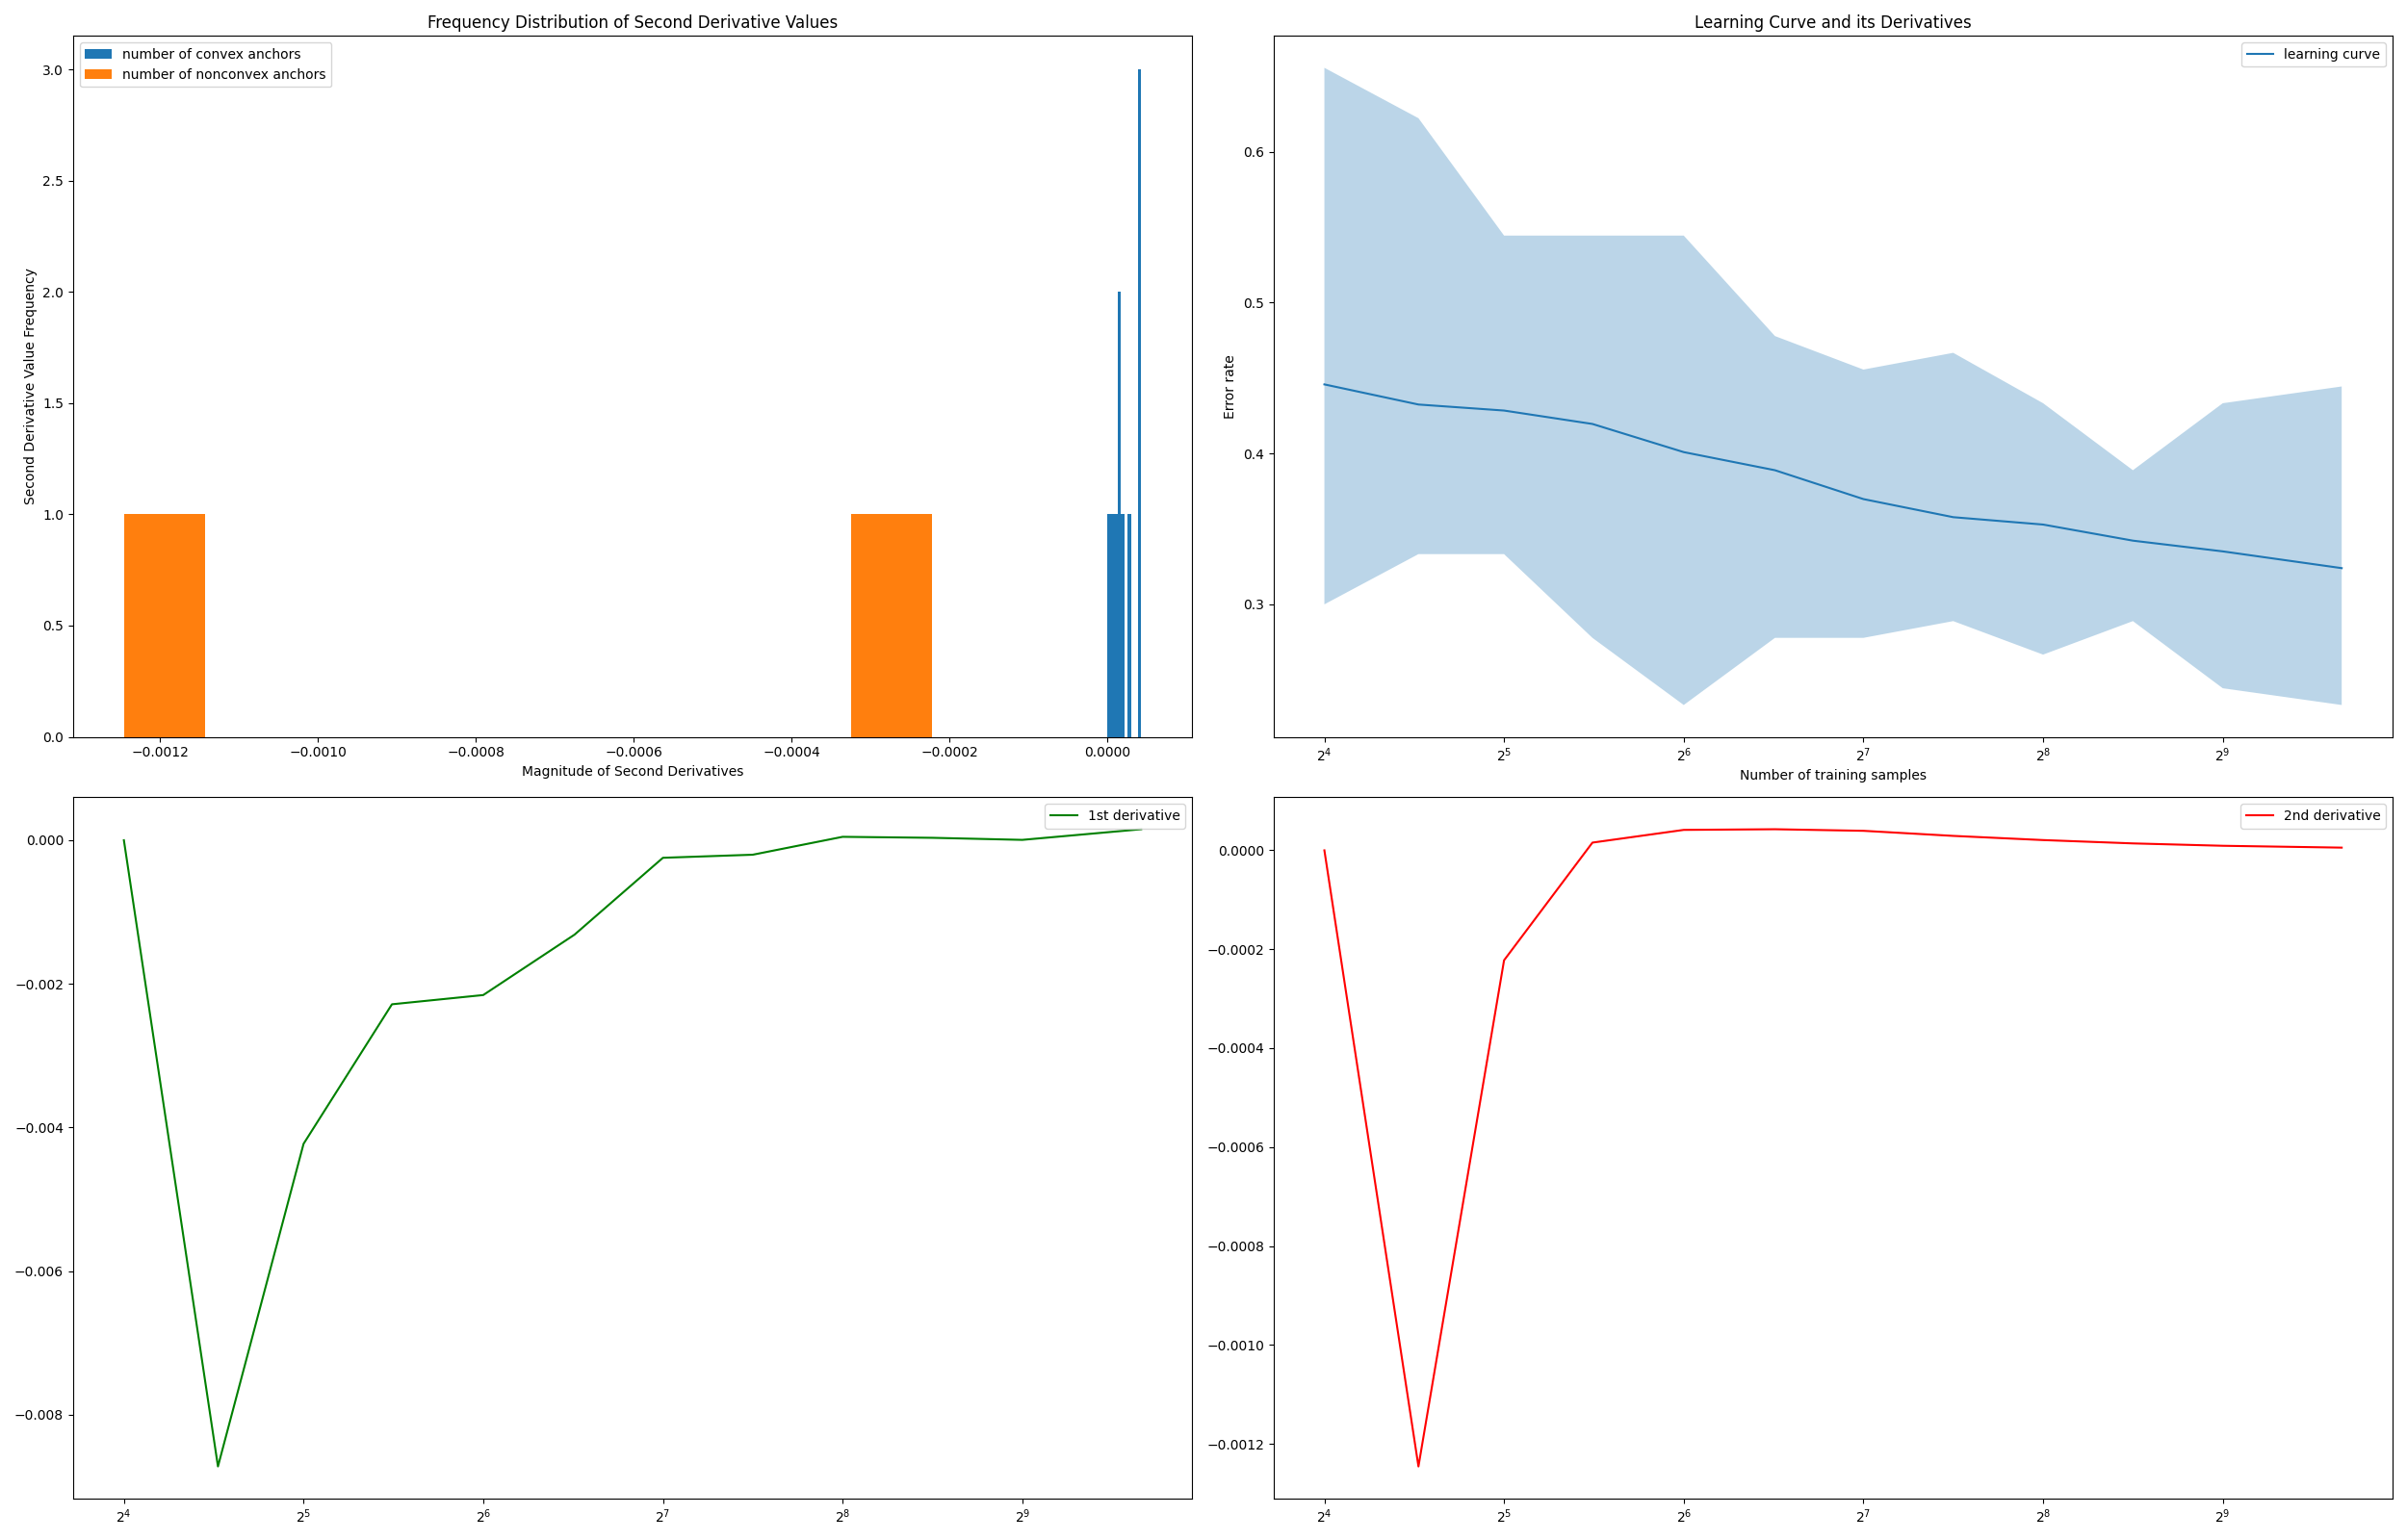 Frequency Distribution of Second Derivative Values
number of convex anchors
number of nonconvex anchors
Second Derivative Value Frequency
3.0
2.5
2.0
1.5
1.0
0.5
0.0
−0.0012 −0.0010 −0.0008 −0.0006 −0.0004 −0.0002 0.0000
Magnitude of Second Derivatives
Learning Curve and its Derivatives
learning curve
Error rate
0.6
0.5
0.4
0.3
2⁴ 2⁵ 2⁶ 2⁷ 2⁸ 2⁹
Number of training samples
1st derivative
0.000
−0.002
−0.004
−0.006
−0.008
2⁴ 2⁵ 2⁶ 2⁷ 2⁸ 2⁹
2nd derivative
0.0000
−0.0002
−0.0004
−0.0006
−0.0008
−0.0010
−0.0012
2⁴ 2⁵ 2⁶ 2⁷ 2⁸ 2⁹